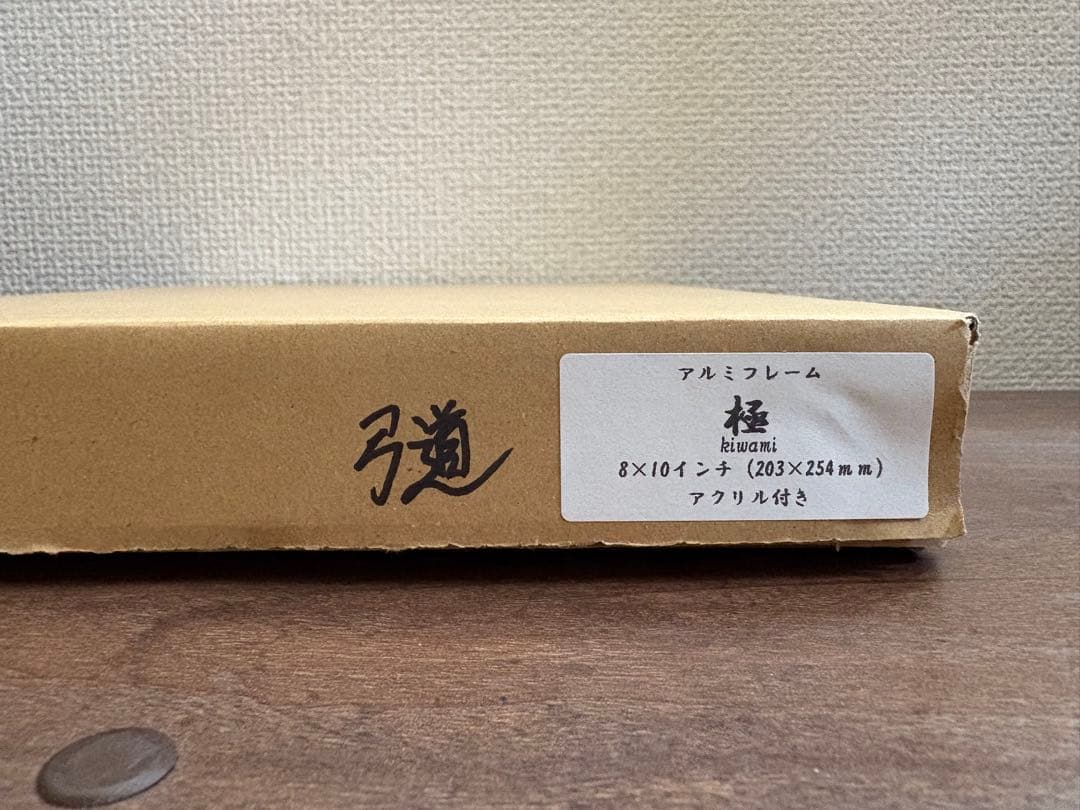 弓道
アルミフレーム
極
kiwami
8×10インチ (203×254mm)
アクリル付き